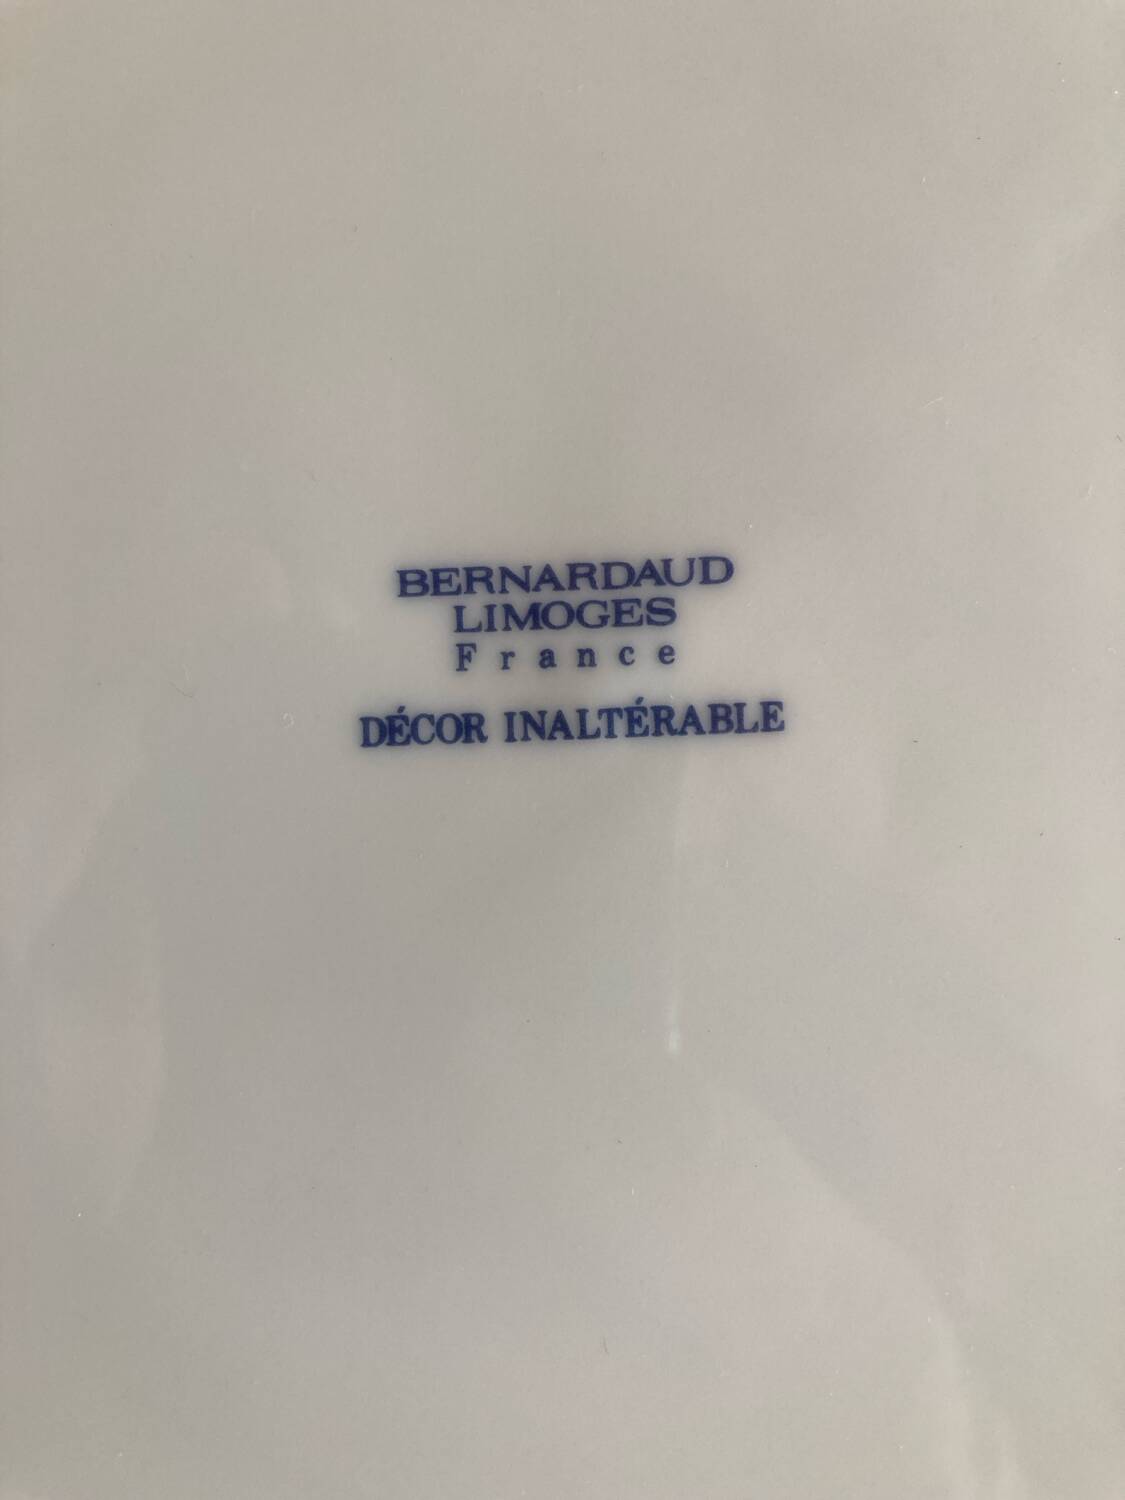 BERNARDAUD
LIMOGES
France
DÉCOR INALTÉRABLE